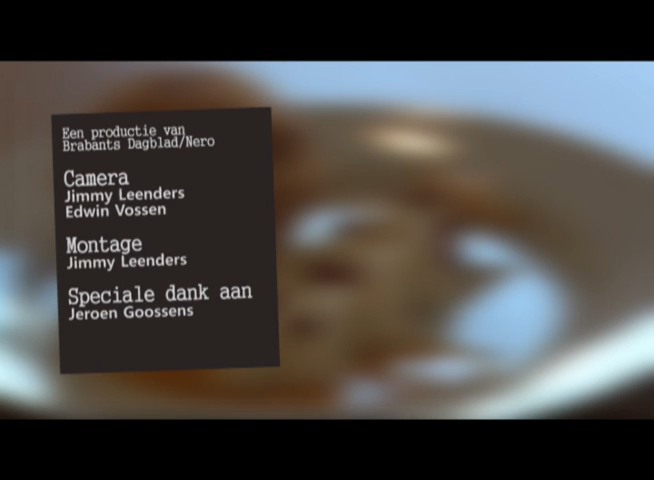 Een productie van
Brabants Dagblad/Nero
Camera
Jimmy Leenders
Edwin Vossen
Montage
Jimmy Leenders
Speciale dank aan
Jeroen Goossens